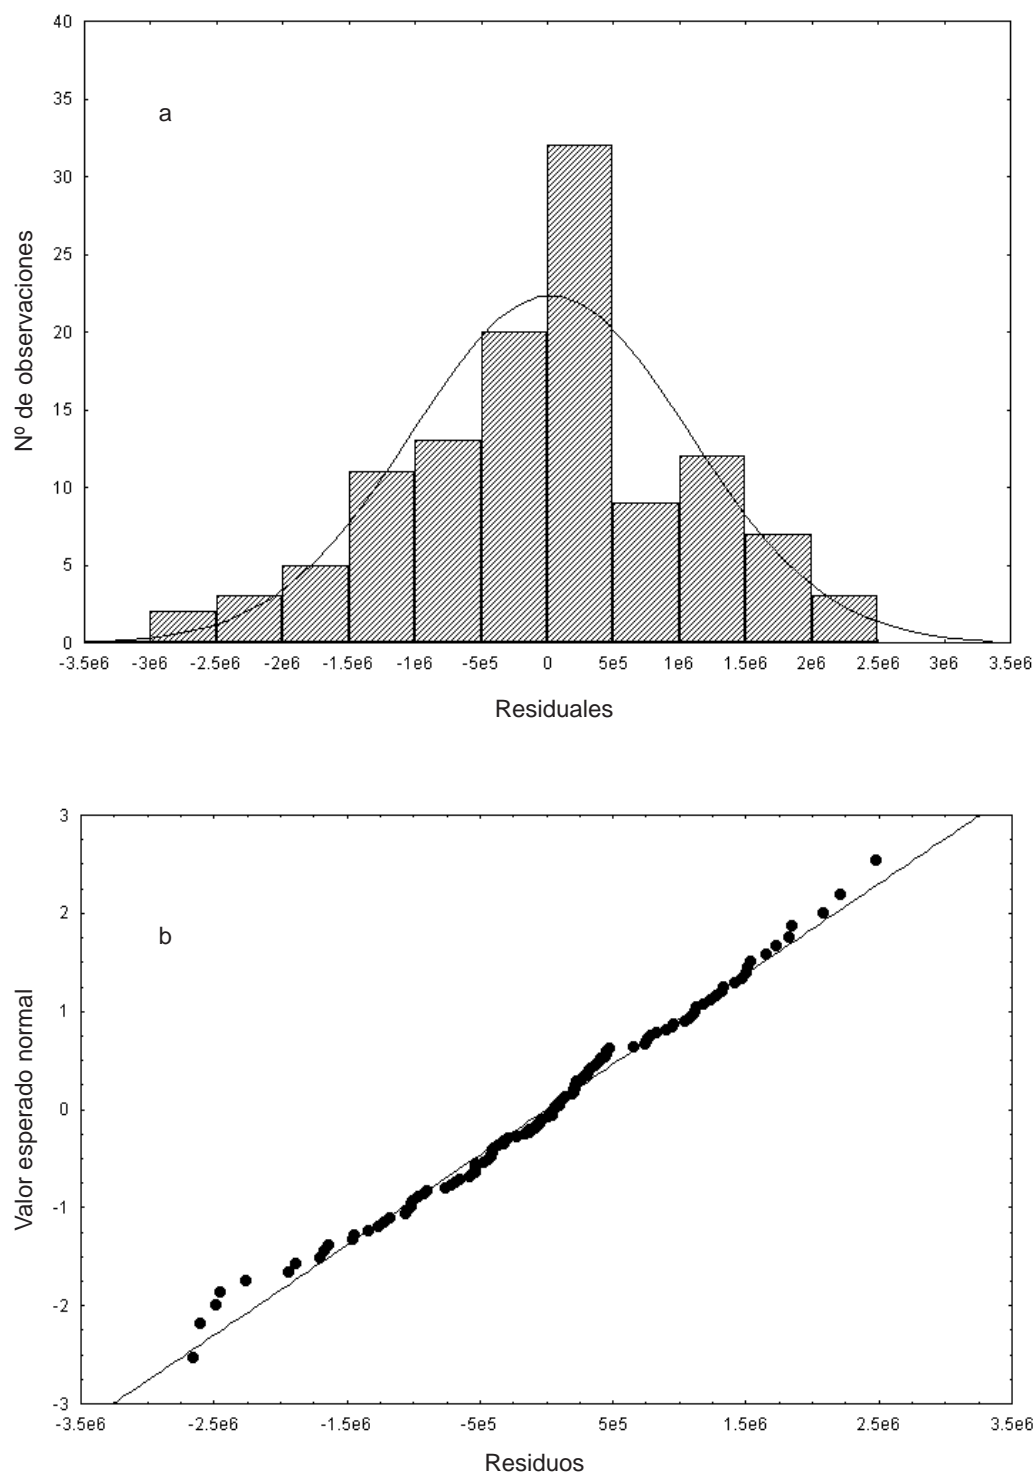 40
35
a
30
25
20
15
10
5
0
Nº de observaciones
-3.5e6 -3e6 -2.5e6 -2e6 -1.5e6 -1e6 -5e5 0 5e5 1e6 1.5e6 2e6 2.5e6 3e6 3.5e6
Residuales
3
2
b
1
0
-1
-2
-3
Valor esperado normal
-3.5e6 -2.5e6 -1.5e6 -5e5 5e5 1.5e6 2.5e6 3.5e6
Residuos